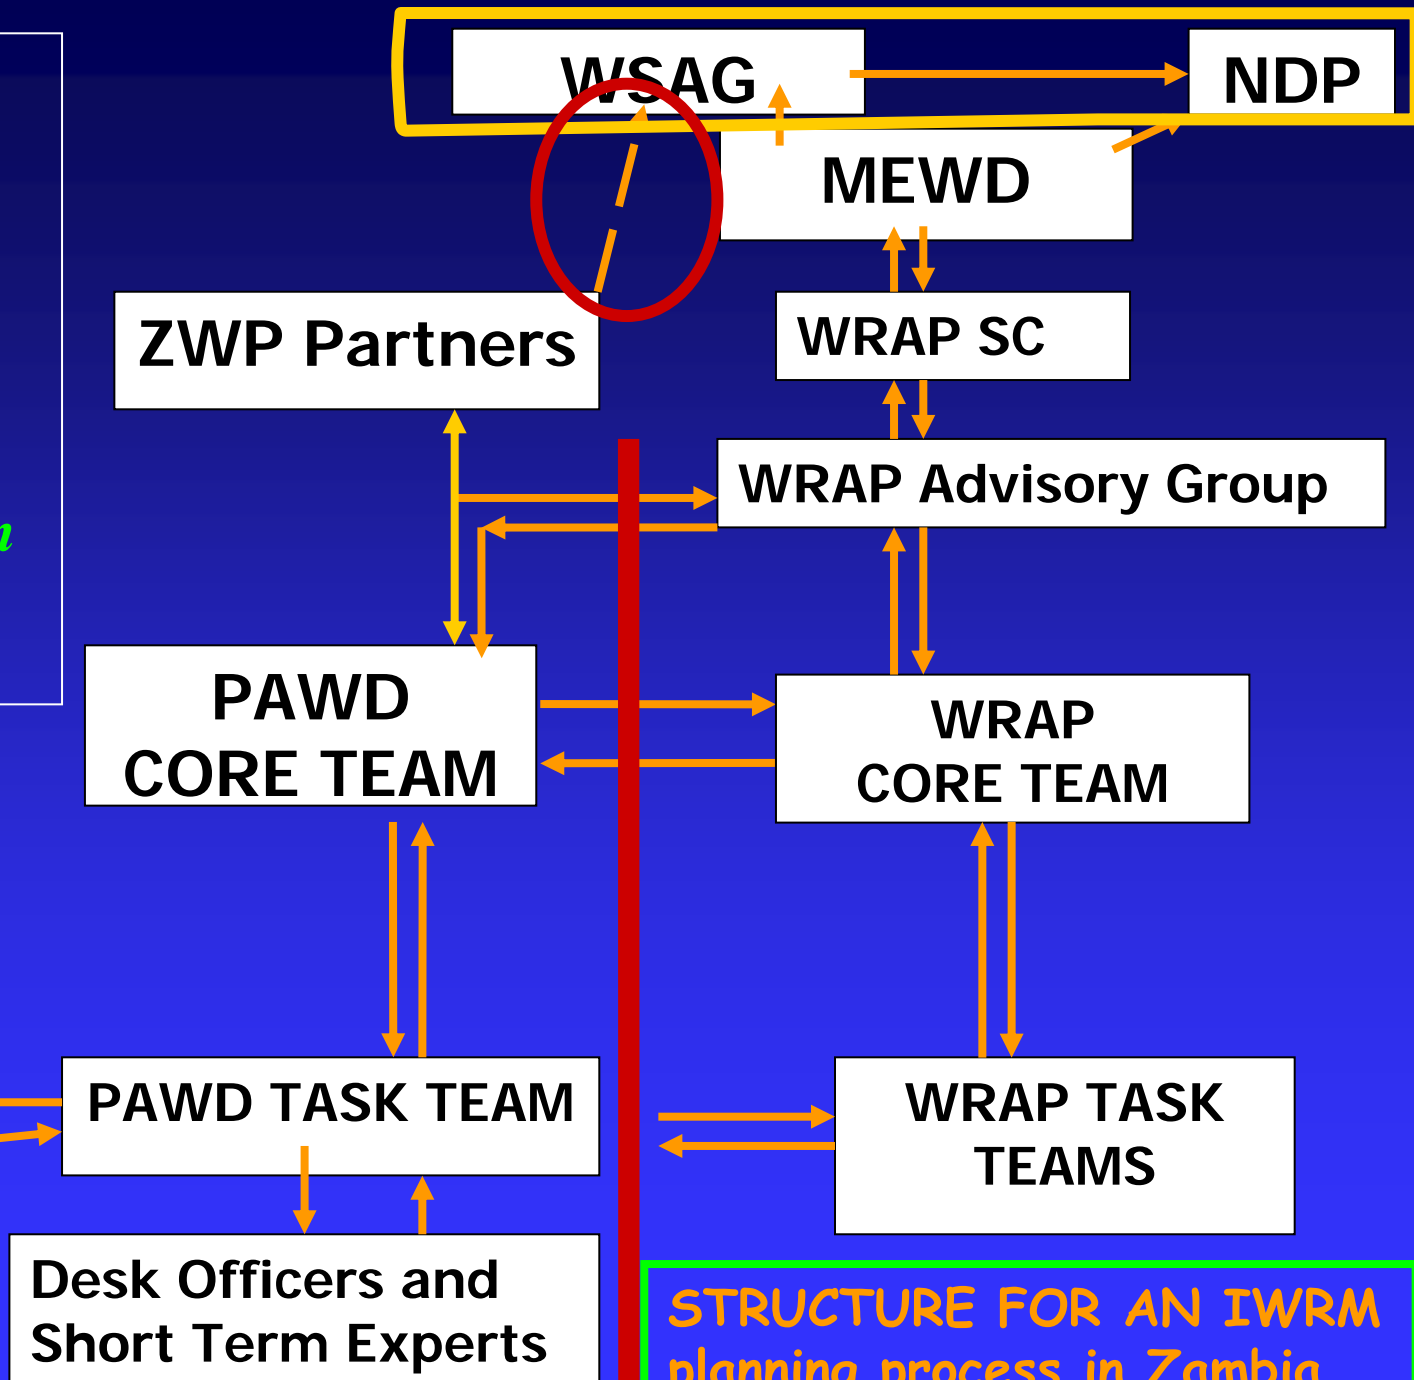 WSAG
NDP
MEWD
ZWP Partners
WRAP SC
WRAP Advisory Group
PAWD
CORE TEAM
WRAP
CORE TEAM
PAWD TASK TEAM
WRAP TASK
TEAMS
Desk Officers and
Short Term Experts
STRUCTURE FOR AN IWRM
planning process in Zambia